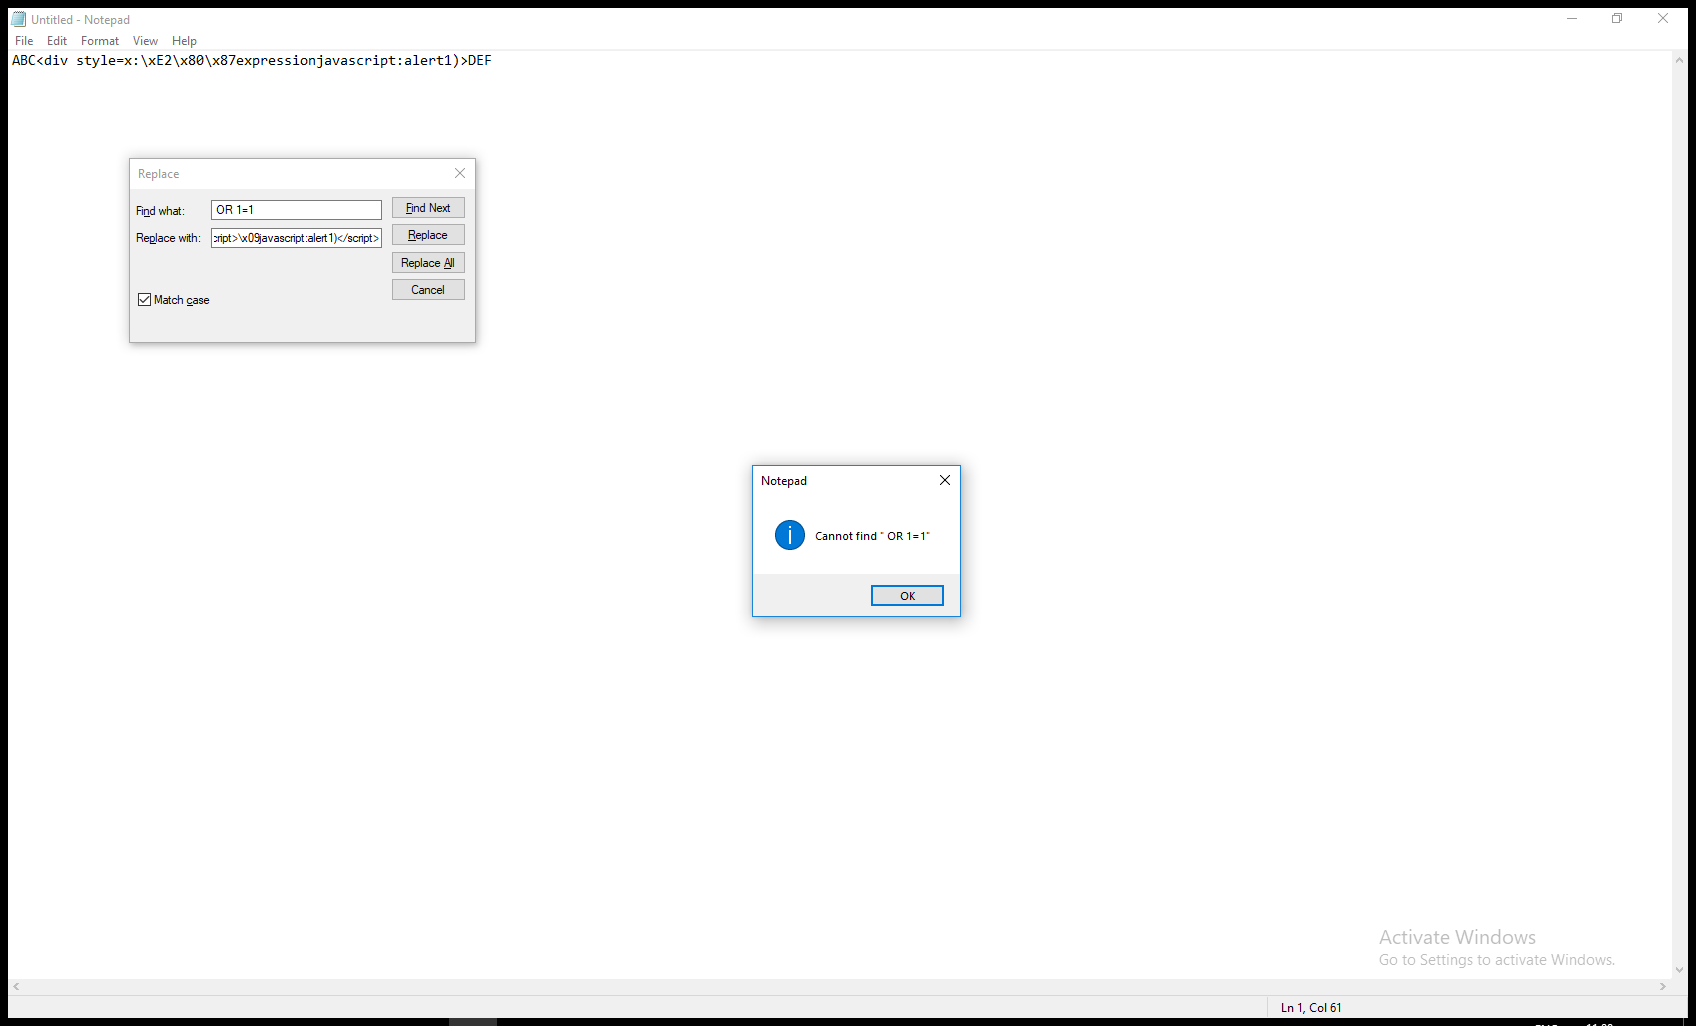 Untitled - Notepad
File Edit Format View Help
ABC<div style=x:\xE2\x80\x87expressionjavascript:alert1)>DEF
Replace
Find what: OR 1=1 Find Next
Replace with: cript>\x09javascript:alert1)</script> Replace
Replace All
Cancel
Match case
Notepad
Cannot find " OR 1=1"
OK
Activate Windows
Go to Settings to activate Windows.
Ln 1, Col 61